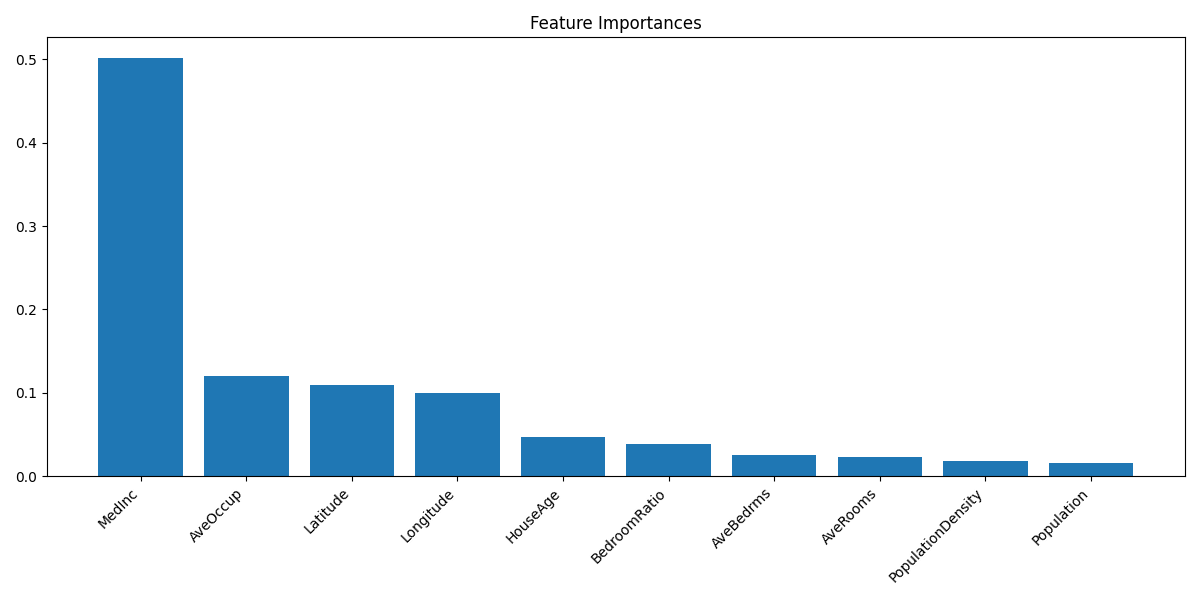 Feature Importances
0.5
0.4
0.3
0.2
0.1
0.0
MedInc
AveOccup
Latitude
Longitude
HouseAge
BedroomRatio
AveBedrms
AveRooms
PopulationDensity
Population